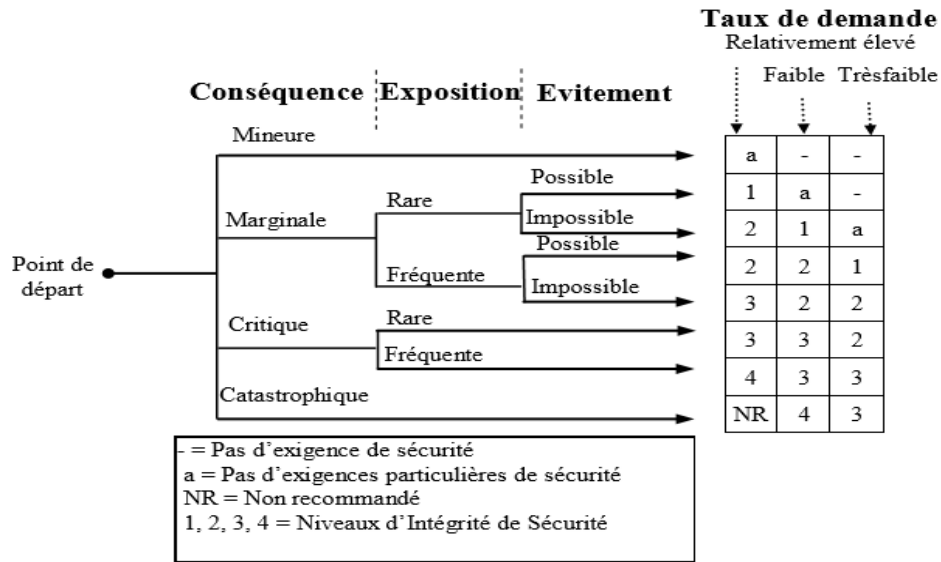 Taux de demande
Relativement élevé
Faible Trèsfaible
Conséquence Exposition Evitement
Mineure
a - -
Possible
1 a -
Rare
Marginale
Impossible
2 1 a
Possible
2 2 1
Point de
départ
Fréquente
Impossible
3 2 2
Critique
Rare
3 3 2
Fréquente
4 3 3
Catastrophique
NR 4 3
- = Pas d'exigence de sécurité
a = Pas d'exigences particulières de sécurité
NR = Non recommandé
1, 2, 3, 4 = Niveaux d'Intégrité de Sécurité